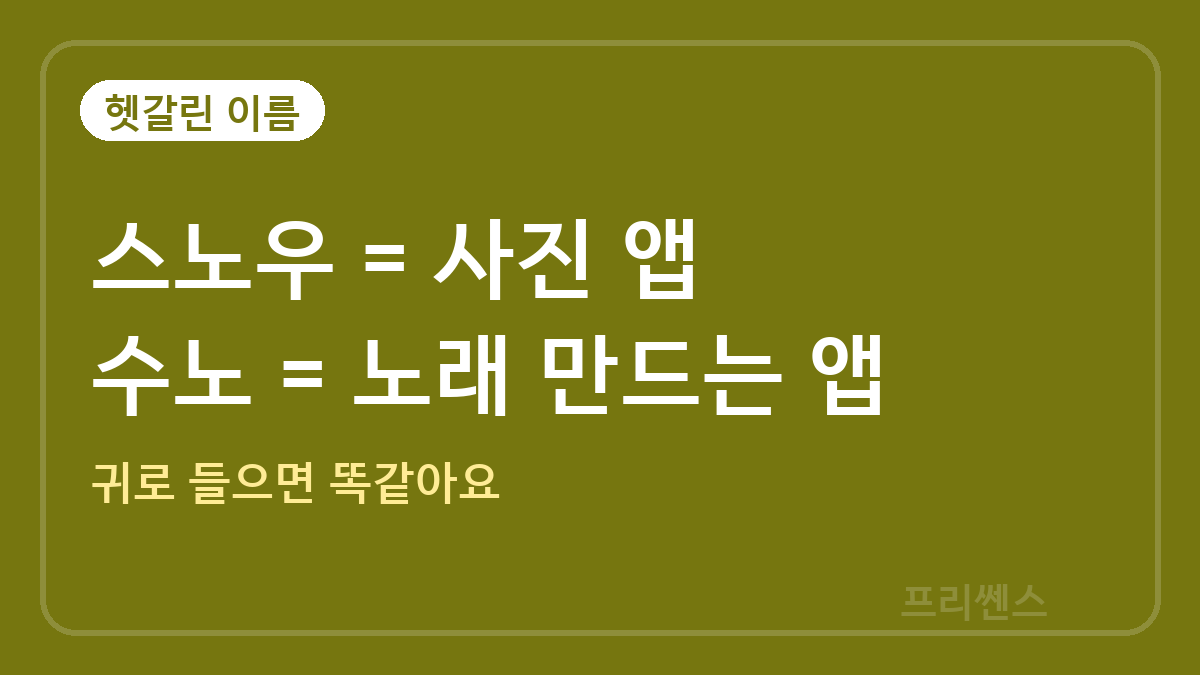 헷갈린 이름
스노우 = 사진 앱
수노 = 노래 만드는 앱
귀로 들으면 똑같아요
프리쎈스